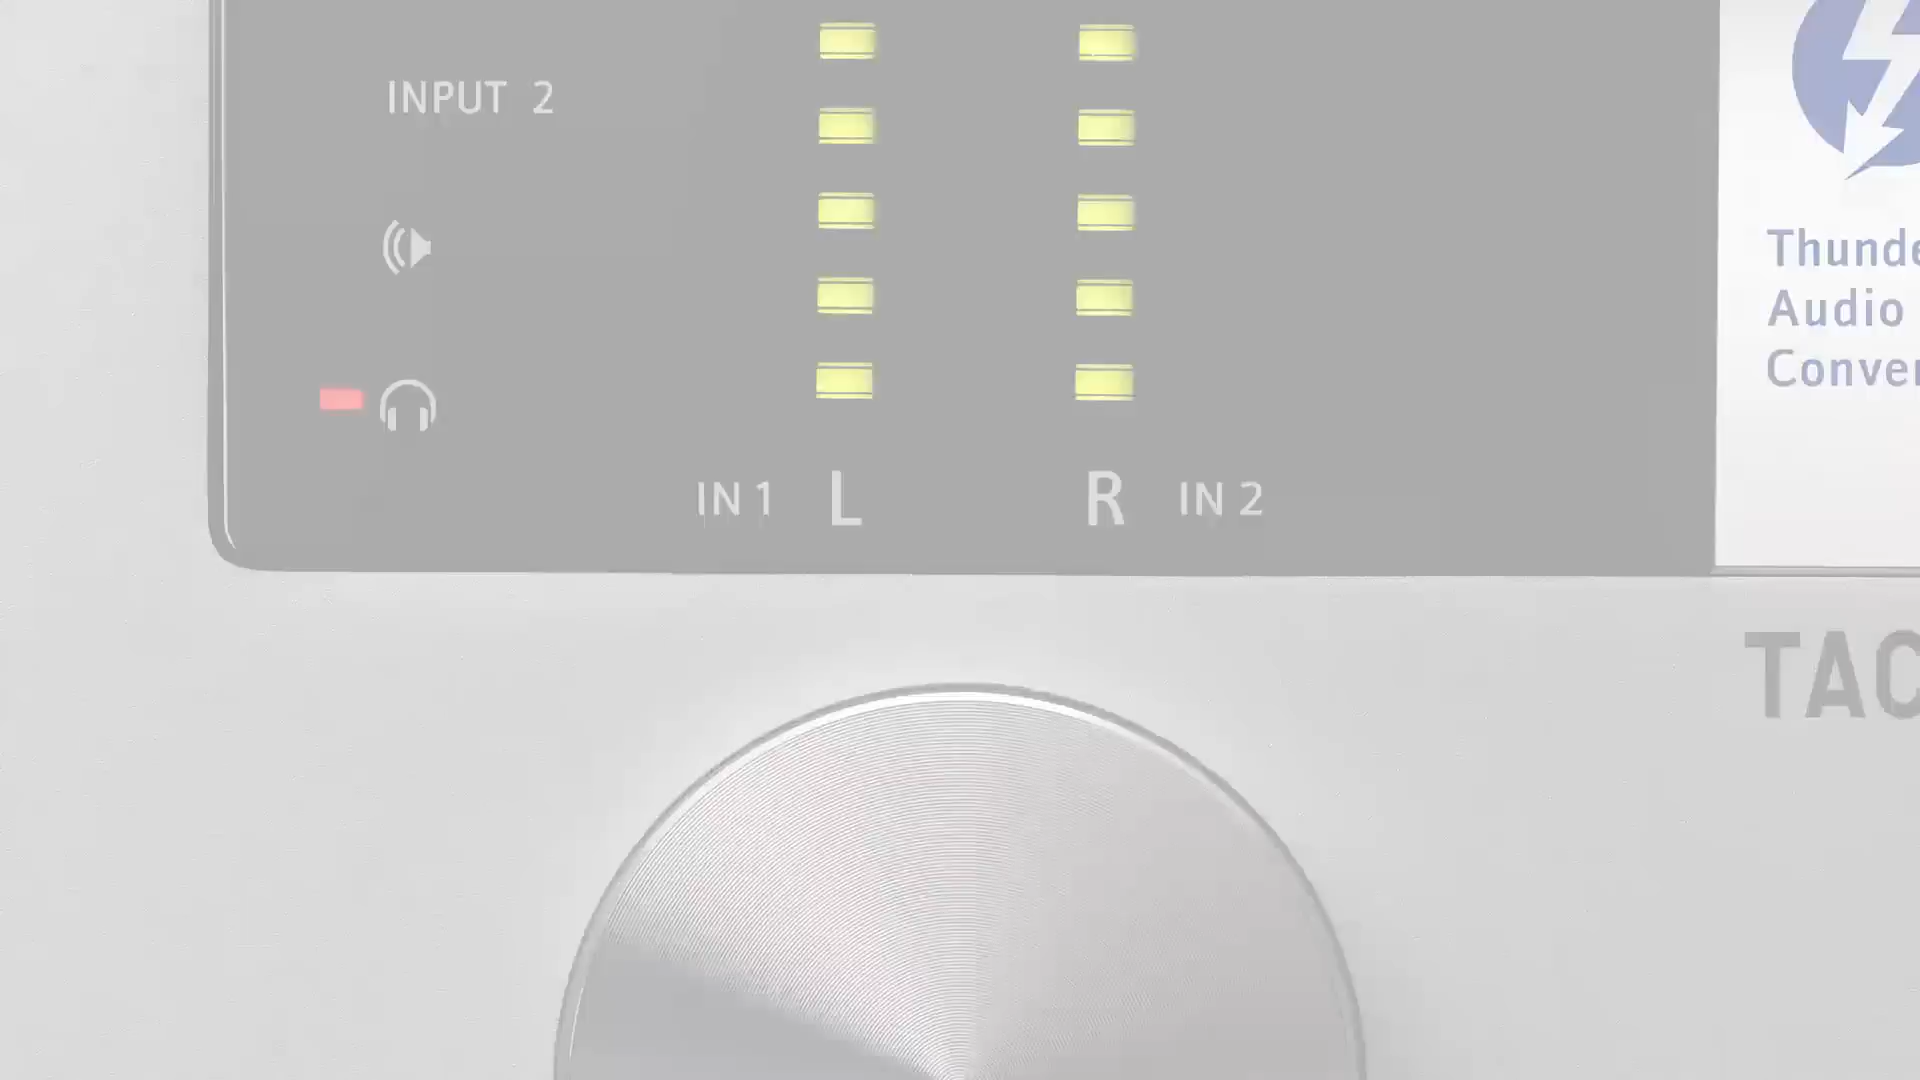 INPUT 2
IN 1 L R IN 2
Thunde
Audio
Conver
TAC